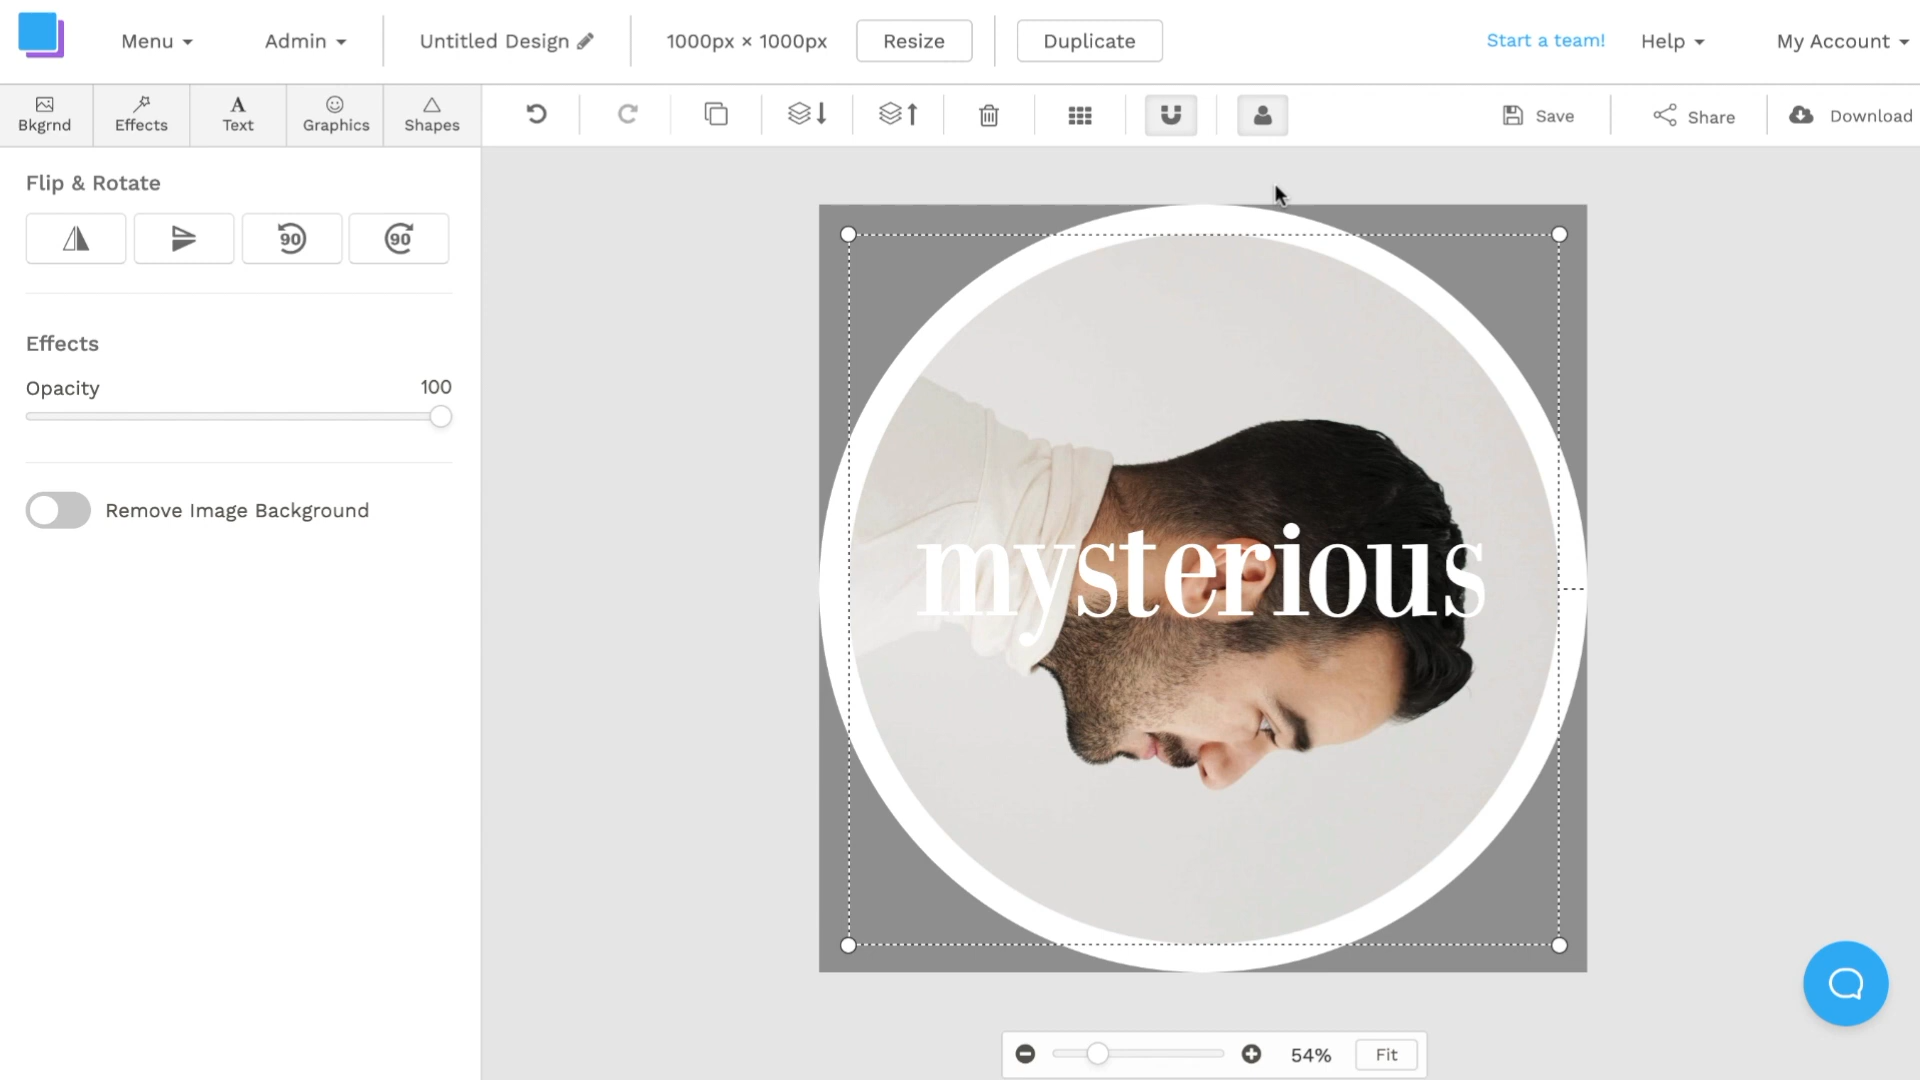 Menu
Admin
Untitled Design
1000px × 1000px
Resize
Duplicate
Start a team!
Help
My Account
Bkgrnd
Effects
Text
Graphics
Shapes
Save
Share
Download
Flip & Rotate
90
90
Effects
Opacity
100
Remove Image Background
mysterious
54%
Fit